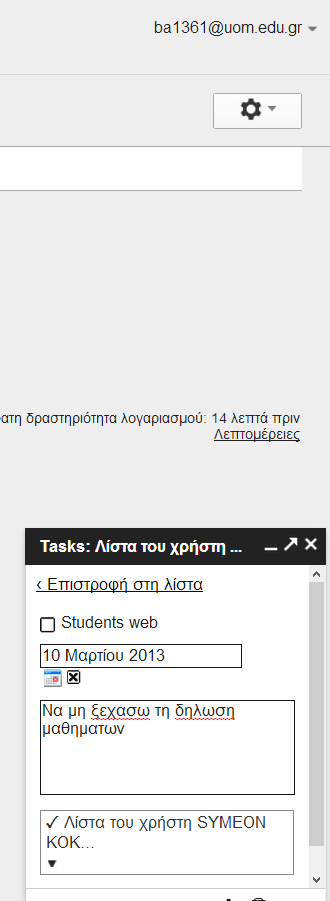 ba1361@uom.edu.gr
δραστηριότητα λογαριασμού: 14 λεπτά πριν
Λεπτομέρειες
Tasks: Λίστα του χρήστη ...
‹ Επιστροφή στη λίστα
Students web
10 Μαρτίου 2013
Να μη ξεχασω τη δηλωση
μαθηματων
✓ Λίστα του χρήστη SYMEON
KOK...